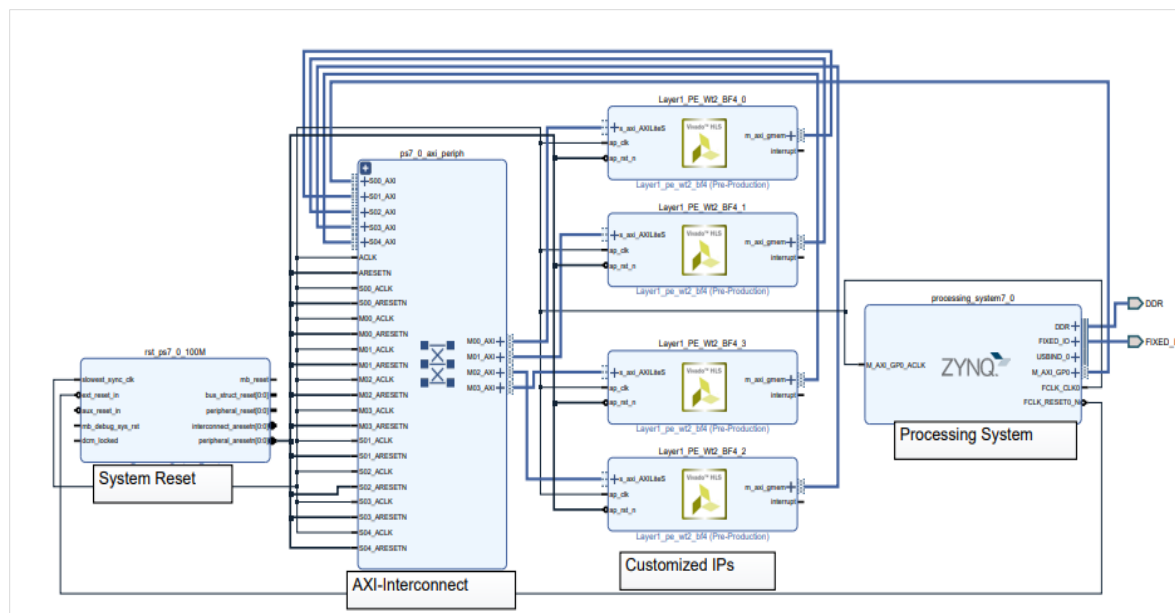 Layer1_PE_Wt2_BF4_0
s_axi_AXILiteS
ap_clk
ap_rst_n
Vivado™ HLS
m_axi_gmem
interrupt
Layer1_pe_wt2_bf4 (Pre-Production)
ps7_0_axi_periph
S00_AXI
S01_AXI
S02_AXI
S03_AXI
S04_AXI
ACLK
ARESETN
S00_ACLK
S00_ARESETN
M00_ACLK
M00_ARESETN
M01_ACLK
M01_ARESETN
M02_ACLK
M02_ARESETN
M03_ACLK
M03_ARESETN
S01_ACLK
S01_ARESETN
S02_ACLK
S02_ARESETN
S03_ACLK
S03_ARESETN
S04_ACLK
S04_ARESETN
M00_AXI
M01_AXI
M02_AXI
M03_AXI
AXI-Interconnect
Layer1_PE_Wt2_BF4_1
s_axi_AXILiteS
ap_clk
ap_rst_n
Vivado™ HLS
m_axi_gmem
interrupt
Layer1_pe_wt2_bf4 (Pre-Production)
Layer1_PE_Wt2_BF4_3
s_axi_AXILiteS
ap_clk
ap_rst_n
Vivado™ HLS
m_axi_gmem
interrupt
Layer1_pe_wt2_bf4 (Pre-Production)
Layer1_PE_Wt2_BF4_2
s_axi_AXILiteS
ap_clk
ap_rst_n
Vivado™ HLS
m_axi_gmem
interrupt
Layer1_pe_wt2_bf4 (Pre-Production)
Customized IPs
rst_ps7_0_100M
slowest_sync_clk
ext_reset_in
aux_reset_in
mb_debug_sys_rst
dcm_locked
mb_reset
bus_struct_reset[0:0]
peripheral_reset[0:0]
interconnect_aresetn[0:0]
peripheral_aresetn[0:0]
System Reset
processing_system7_0
M_AXI_GP0_ACLK
ZYNQ
DDR
FIXED_IO
USBIND_0
M_AXI_GP0
FCLK_CLK0
FCLK_RESET0_N
Processing System
DDR